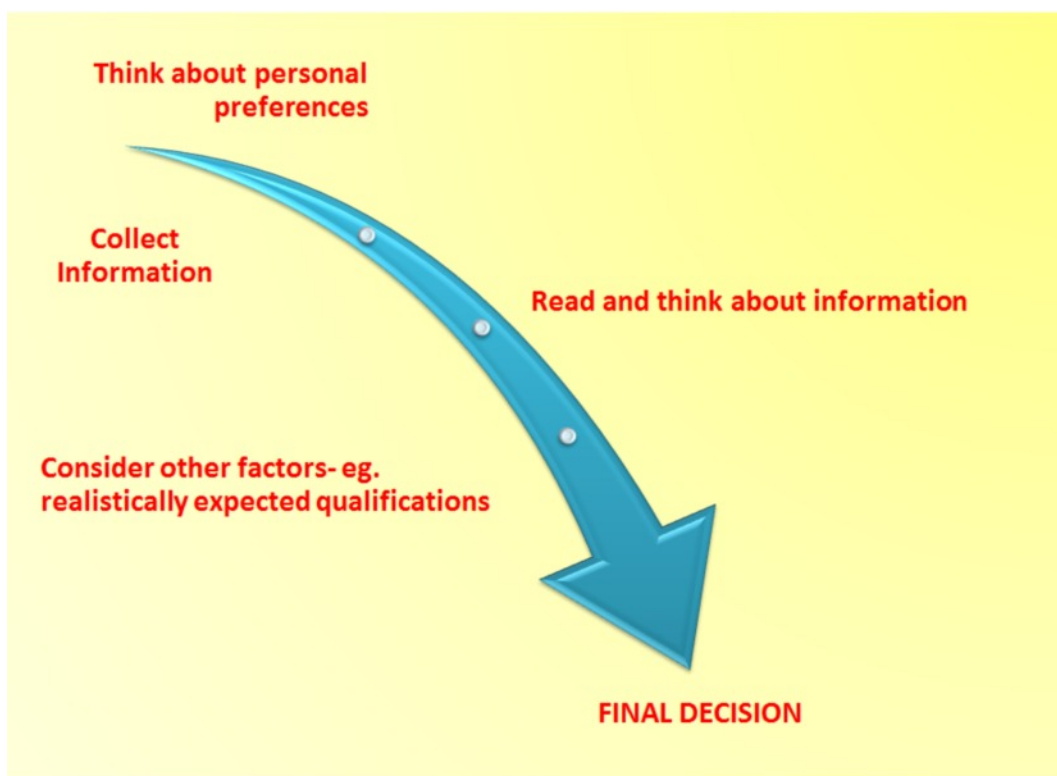 Think about personal
preferences
Collect
Information
Read and think about information
Consider other factors- eg.
realistically expected qualifications
FINAL DECISION